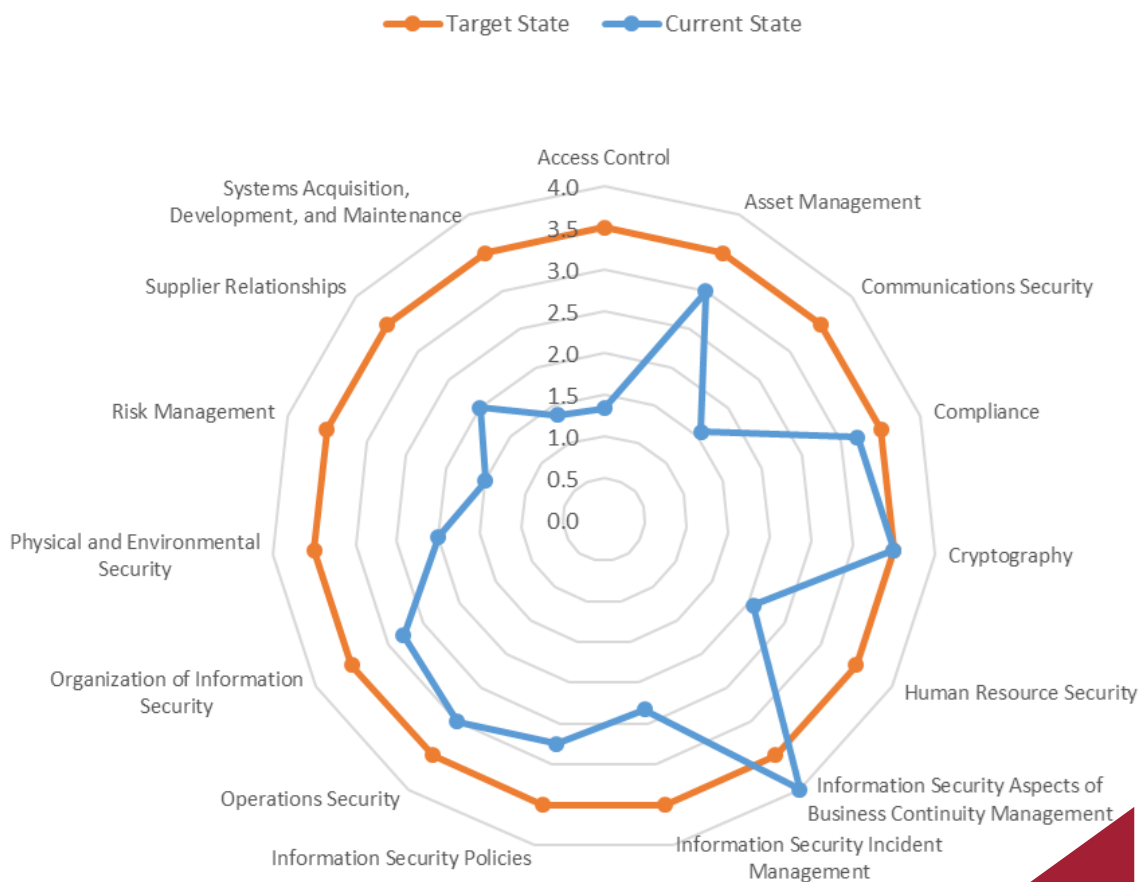 Target State
Current State
Access Control
Systems Acquisition,
Development, and Maintenance
Asset Management
Supplier Relationships
Communications Security
Risk Management
Compliance
Physical and Environmental
Security
Cryptography
Organization of Information
Security
Human Resource Security
Operations Security
Information Security Aspects of
Business Continuity Management
Information Security Policies
Information Security Incident
Management
4.0
3.5
3.0
2.5
2.0
1.5
1.0
0.5
0.0